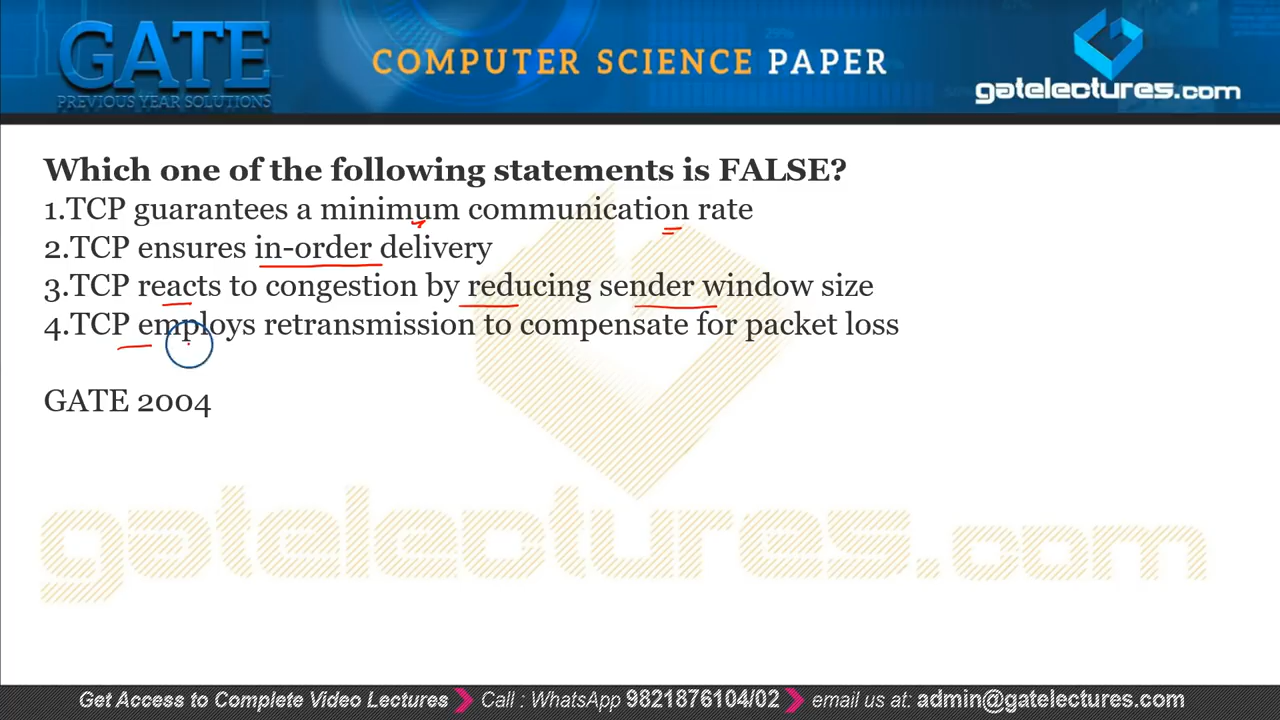 GATE
PREVIOUS YEAR SOLUTIONS
COMPUTER SCIENCE PAPER
gatelectures.com
Which one of the following statements is FALSE?
1.TCP guarantees a minimum communication rate
2.TCP ensures in-order delivery
3.TCP reacts to congestion by reducing sender window size
4.TCP employs retransmission to compensate for packet loss
GATE 2004
gatelectures.com
Get Access to Complete Video Lectures Call : WhatsApp 9821876104/02 email us at: admin@gatelectures.com